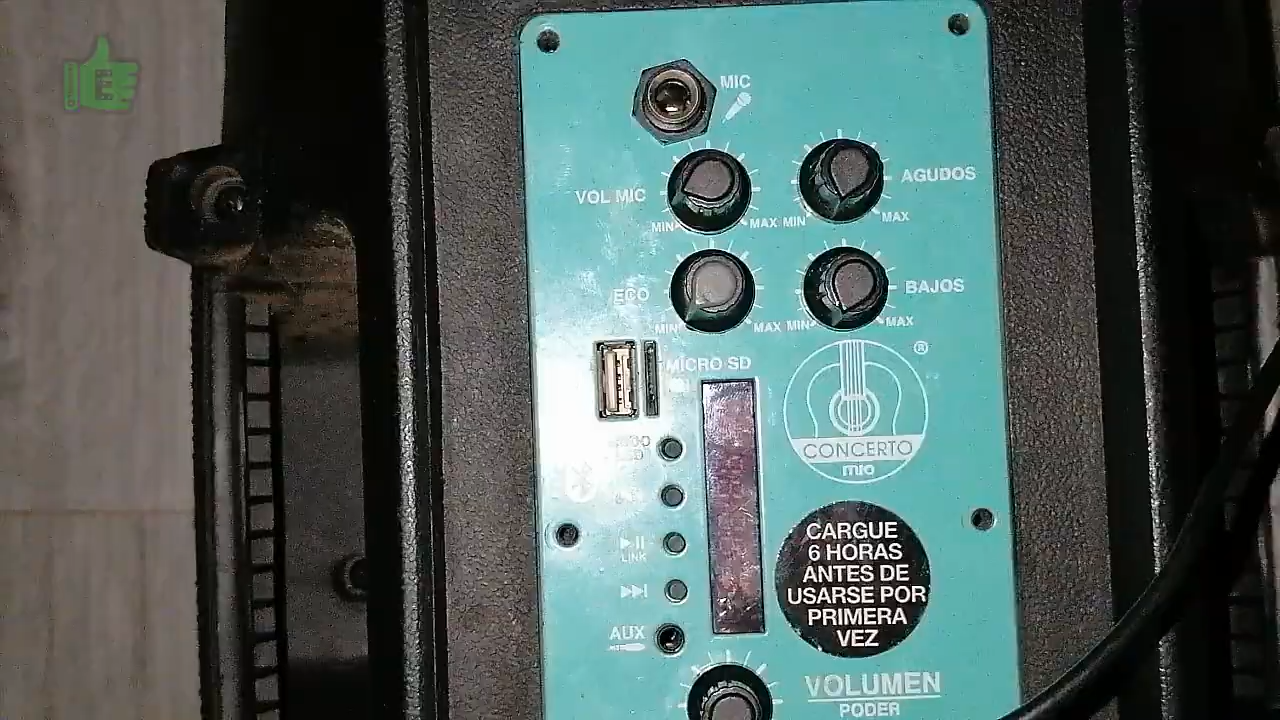 MIC
VOL MIC
MIN
MAX
AGUDOS
MIN
MAX
ECO
MIN
MAX
BAJOS
MIN
MAX
MICRO SD
®
CONCERTO
mio
LINK
AUX
CARGUE
6 HORAS
ANTES DE
USARSE POR
PRIMERA
VEZ
VOLUMEN
PODER